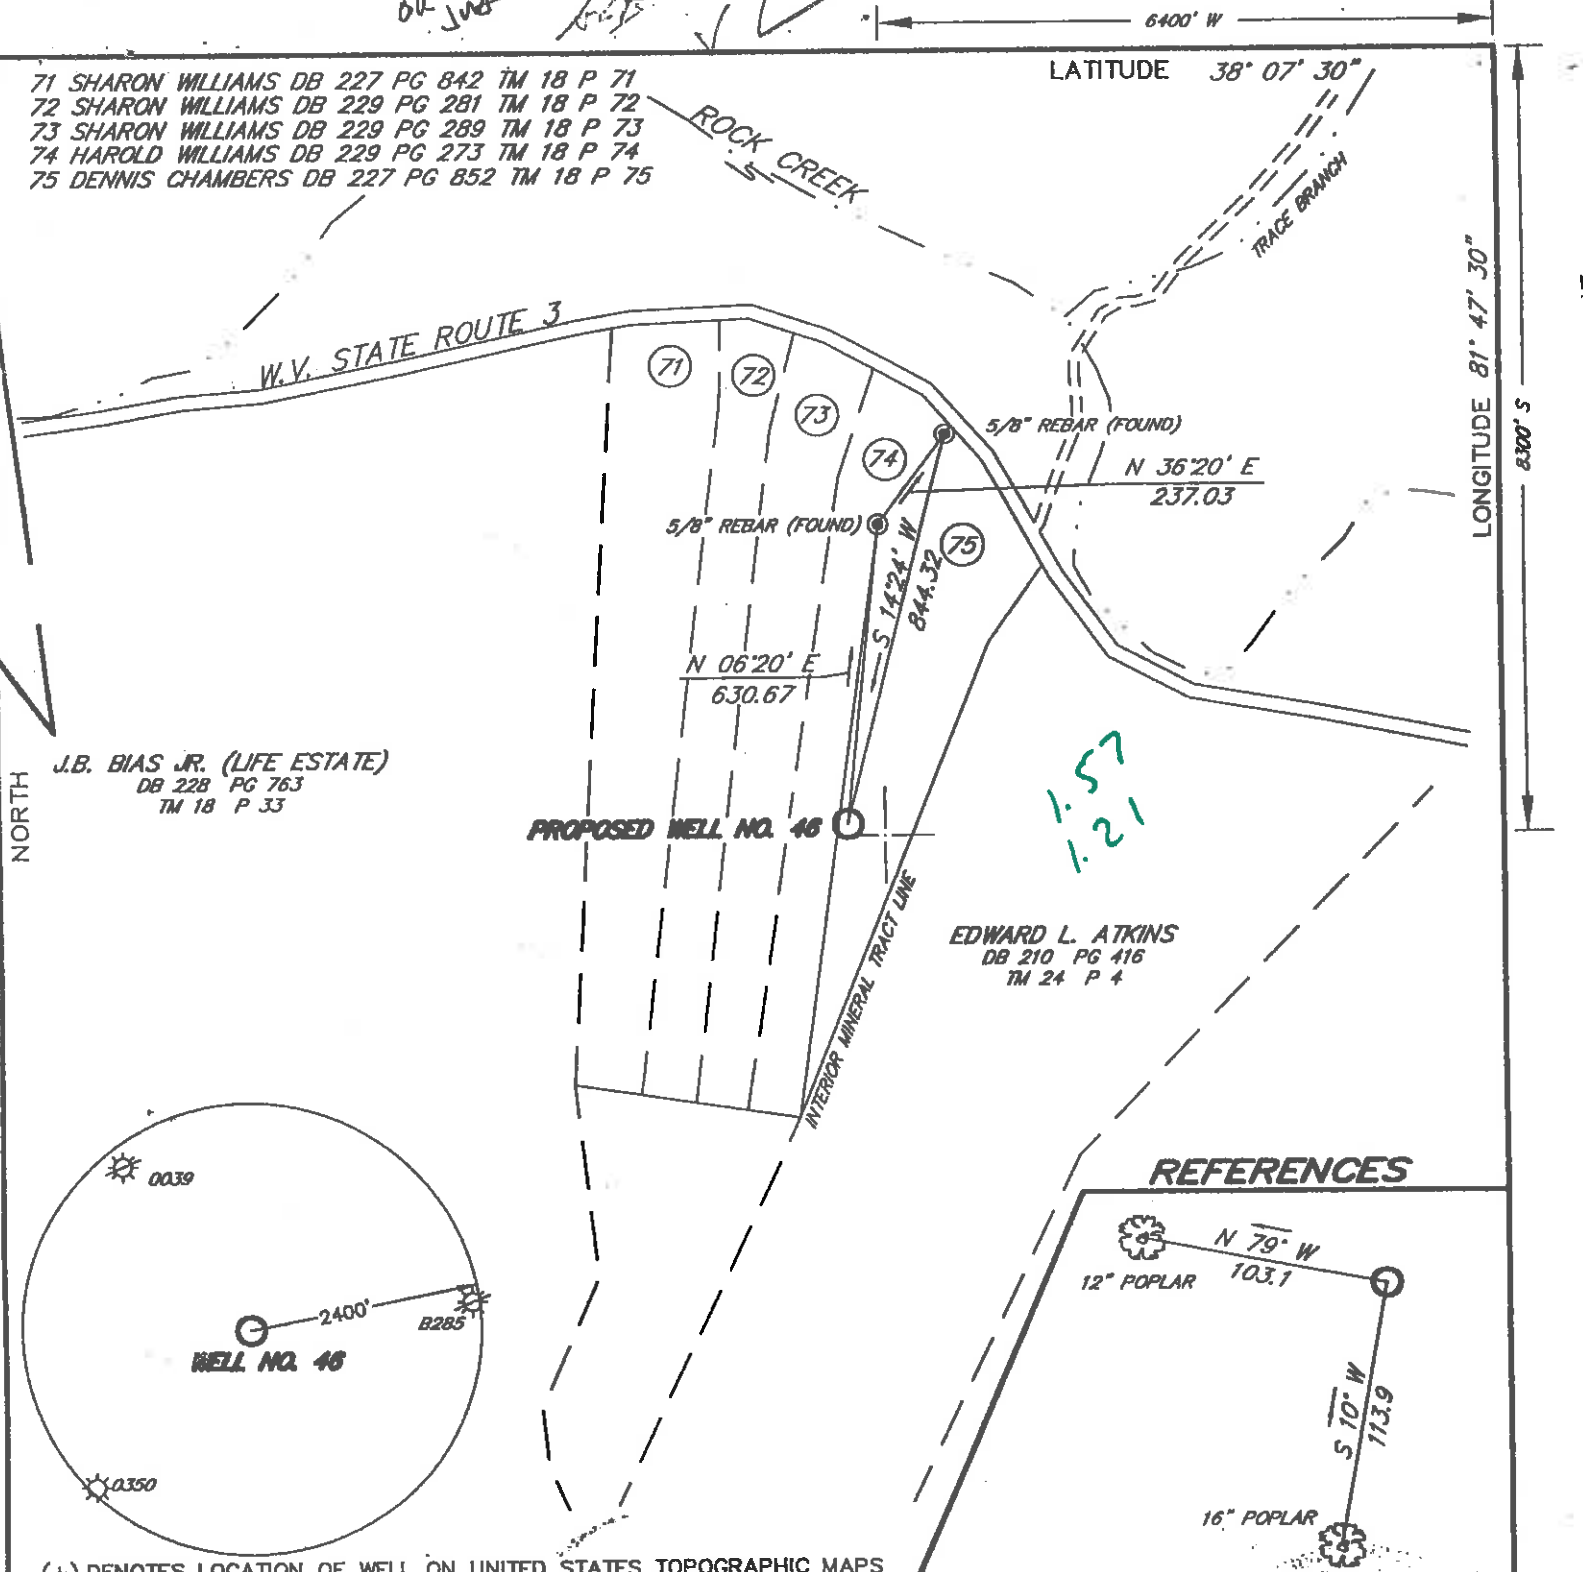 6400' W
LATITUDE 38° 07' 30"
71 SHARON WILLIAMS DB 227 PG 842 TM 18 P 71
72 SHARON WILLIAMS DB 229 PG 281 TM 18 P 72
73 SHARON WILLIAMS DB 229 PG 289 TM 18 P 73
74 HAROLD WILLIAMS DB 229 PG 273 TM 18 P 74
75 DENNIS CHAMBERS DB 227 PG 852 TM 18 P 75
ROCK CREEK
TRACE BRANCH
LONGITUDE 81° 47' 30"
8300' S
W.V. STATE ROUTE 3
71
72
73
74
75
5/8" REBAR (FOUND)
N 36°20' E
237.03
5/8" REBAR (FOUND)
S 14°24' W
844.32
N 06°20' E
630.67
J.B. BIAS JR. (LIFE ESTATE)
DB 228 PG 763
TM 18 P 33
NORTH
PROPOSED WELL NO. 46
1.57
1.21
INTERIOR MINERAL TRACT LINE
EDWARD L. ATKINS
DB 210 PG 416
TM 24 P 4
0039
2400'
B285
WELL NO. 46
0350
REFERENCES
N 79° W
103.1
12" POPLAR
S 10° W
113.9
16" POPLAR
(+) DENOTES LOCATION OF WELL ON UNITED STATES TOPOGRAPHIC MAPS